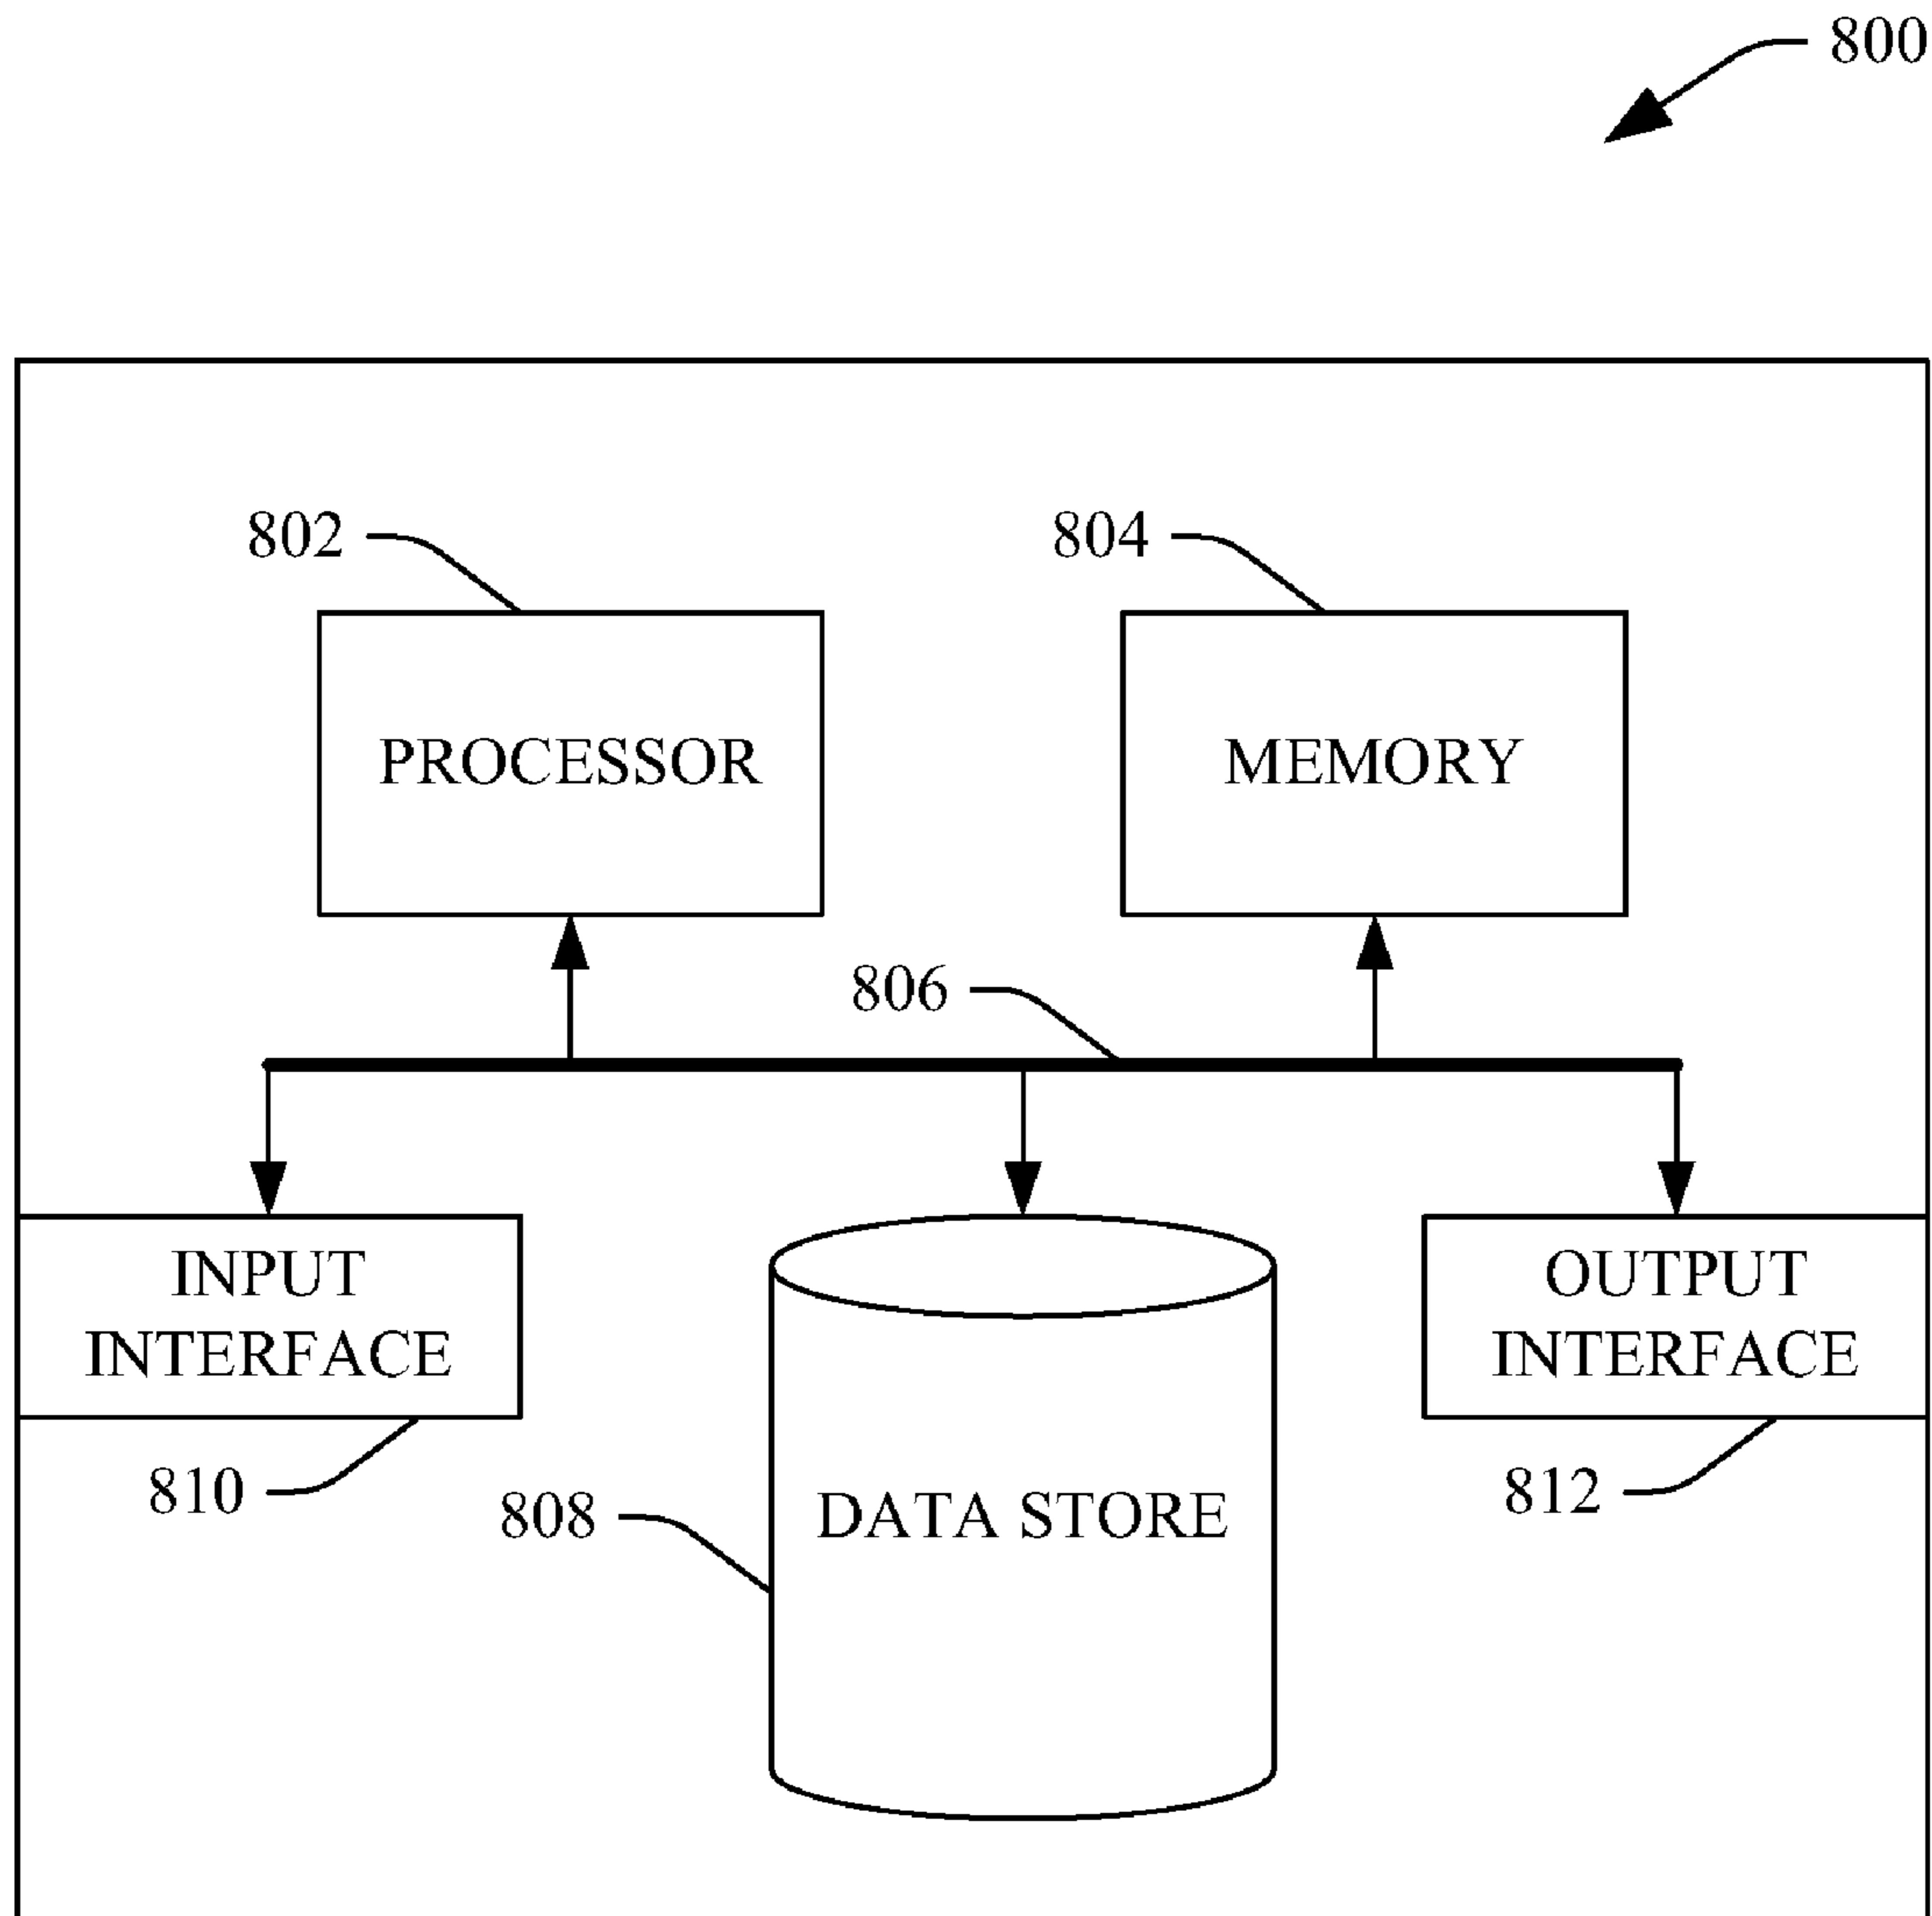 800
802
804
PROCESSOR
MEMORY
806
INPUT
INTERFACE
OUTPUT
INTERFACE
810
808
DATA STORE
812